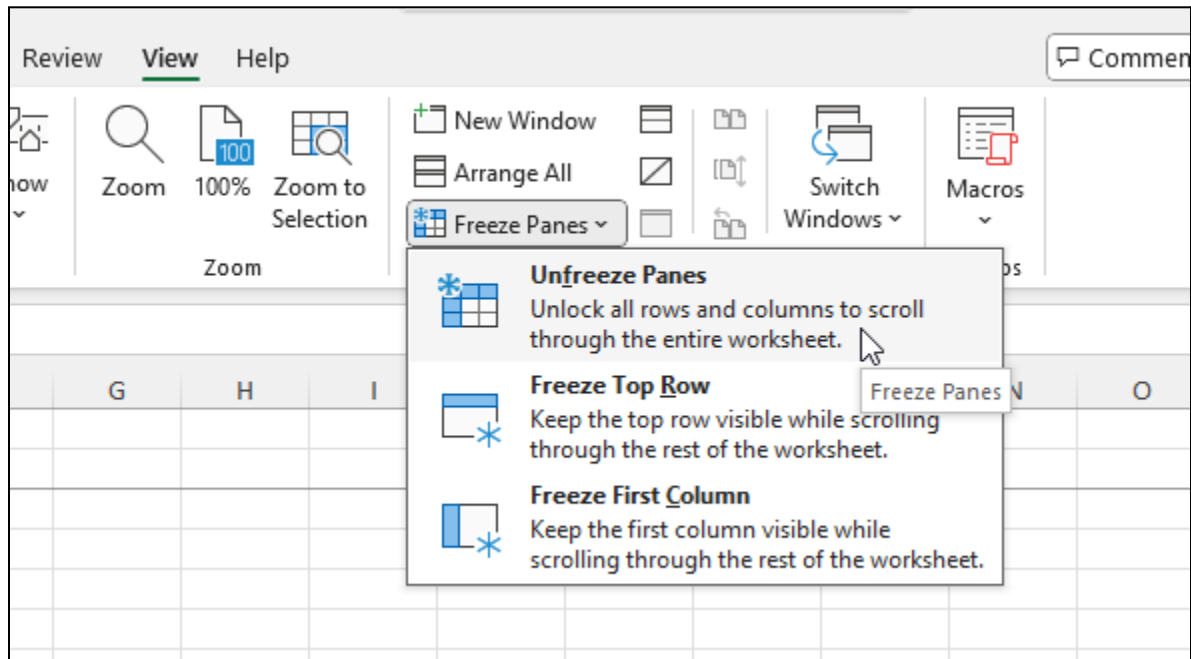 Review View Help
Commen
New Window
100
Arrange All
now Zoom 100% Zoom to Switch Macros
Selection Freeze Panes Windows
Zoom os
Unfreeze Panes
Unlock all rows and columns to scroll
through the entire worksheet.
G H I N O
Freeze Top Row
Freeze Panes
Keep the top row visible while scrolling
through the rest of the worksheet.
Freeze First Column
Keep the first column visible while
scrolling through the rest of the worksheet.